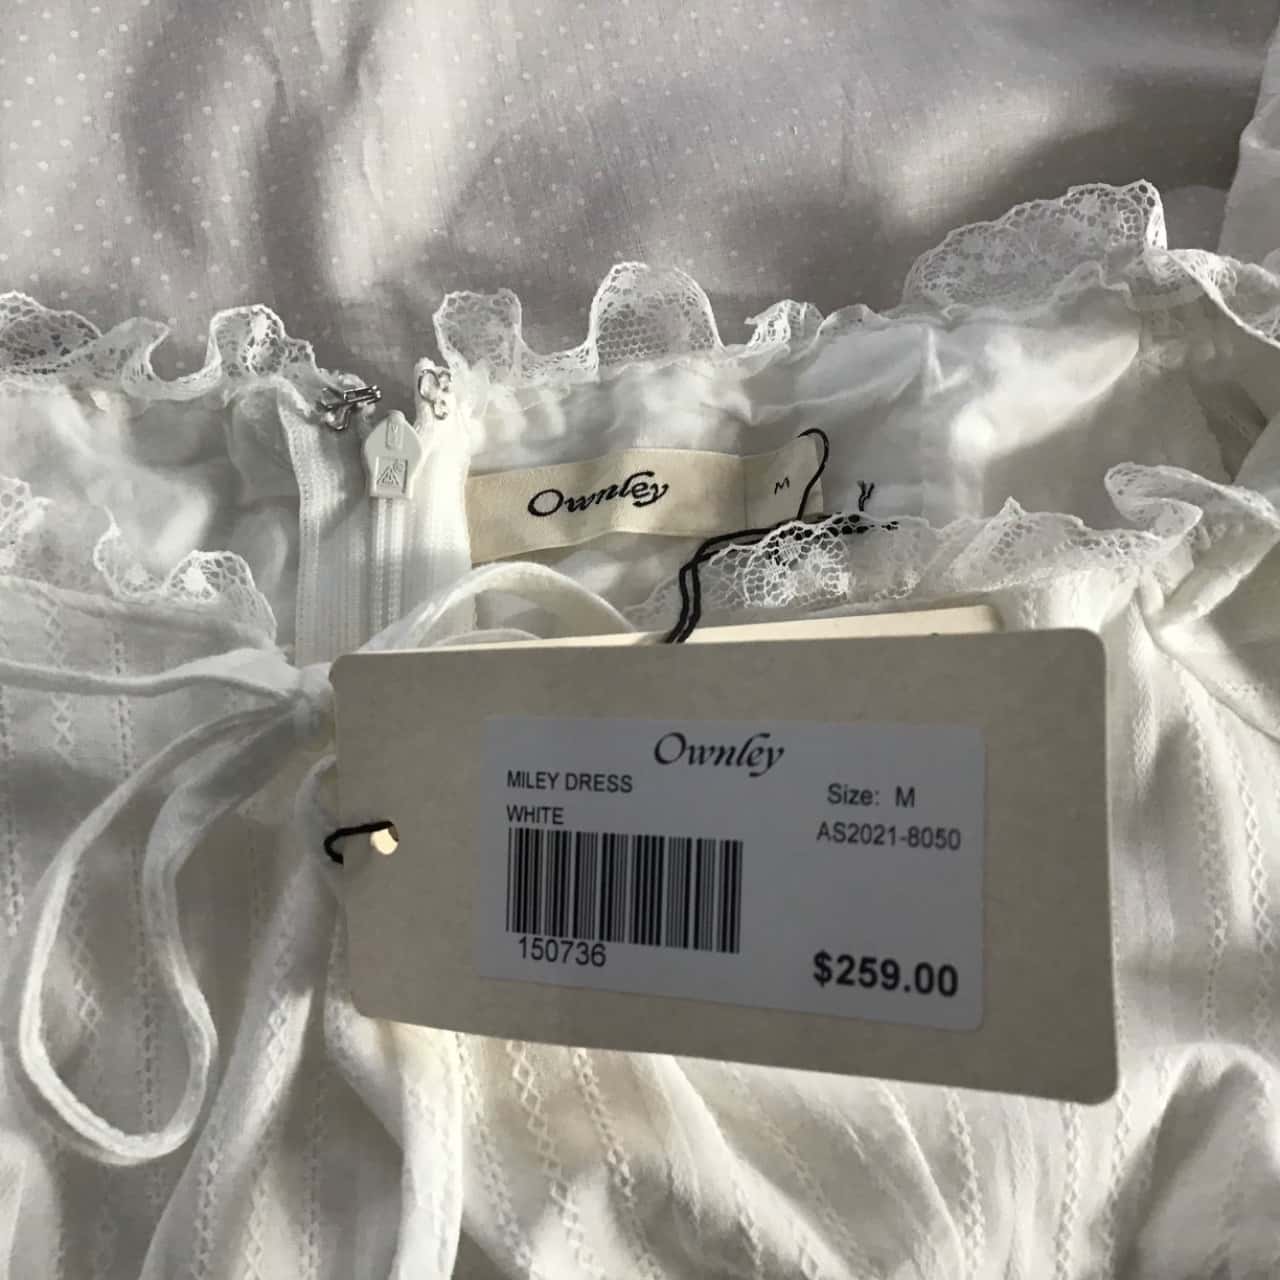 Ownley
M
Ownley
MILEY DRESS
WHITE
Size: M
AS2021-8050
150736
$259.00